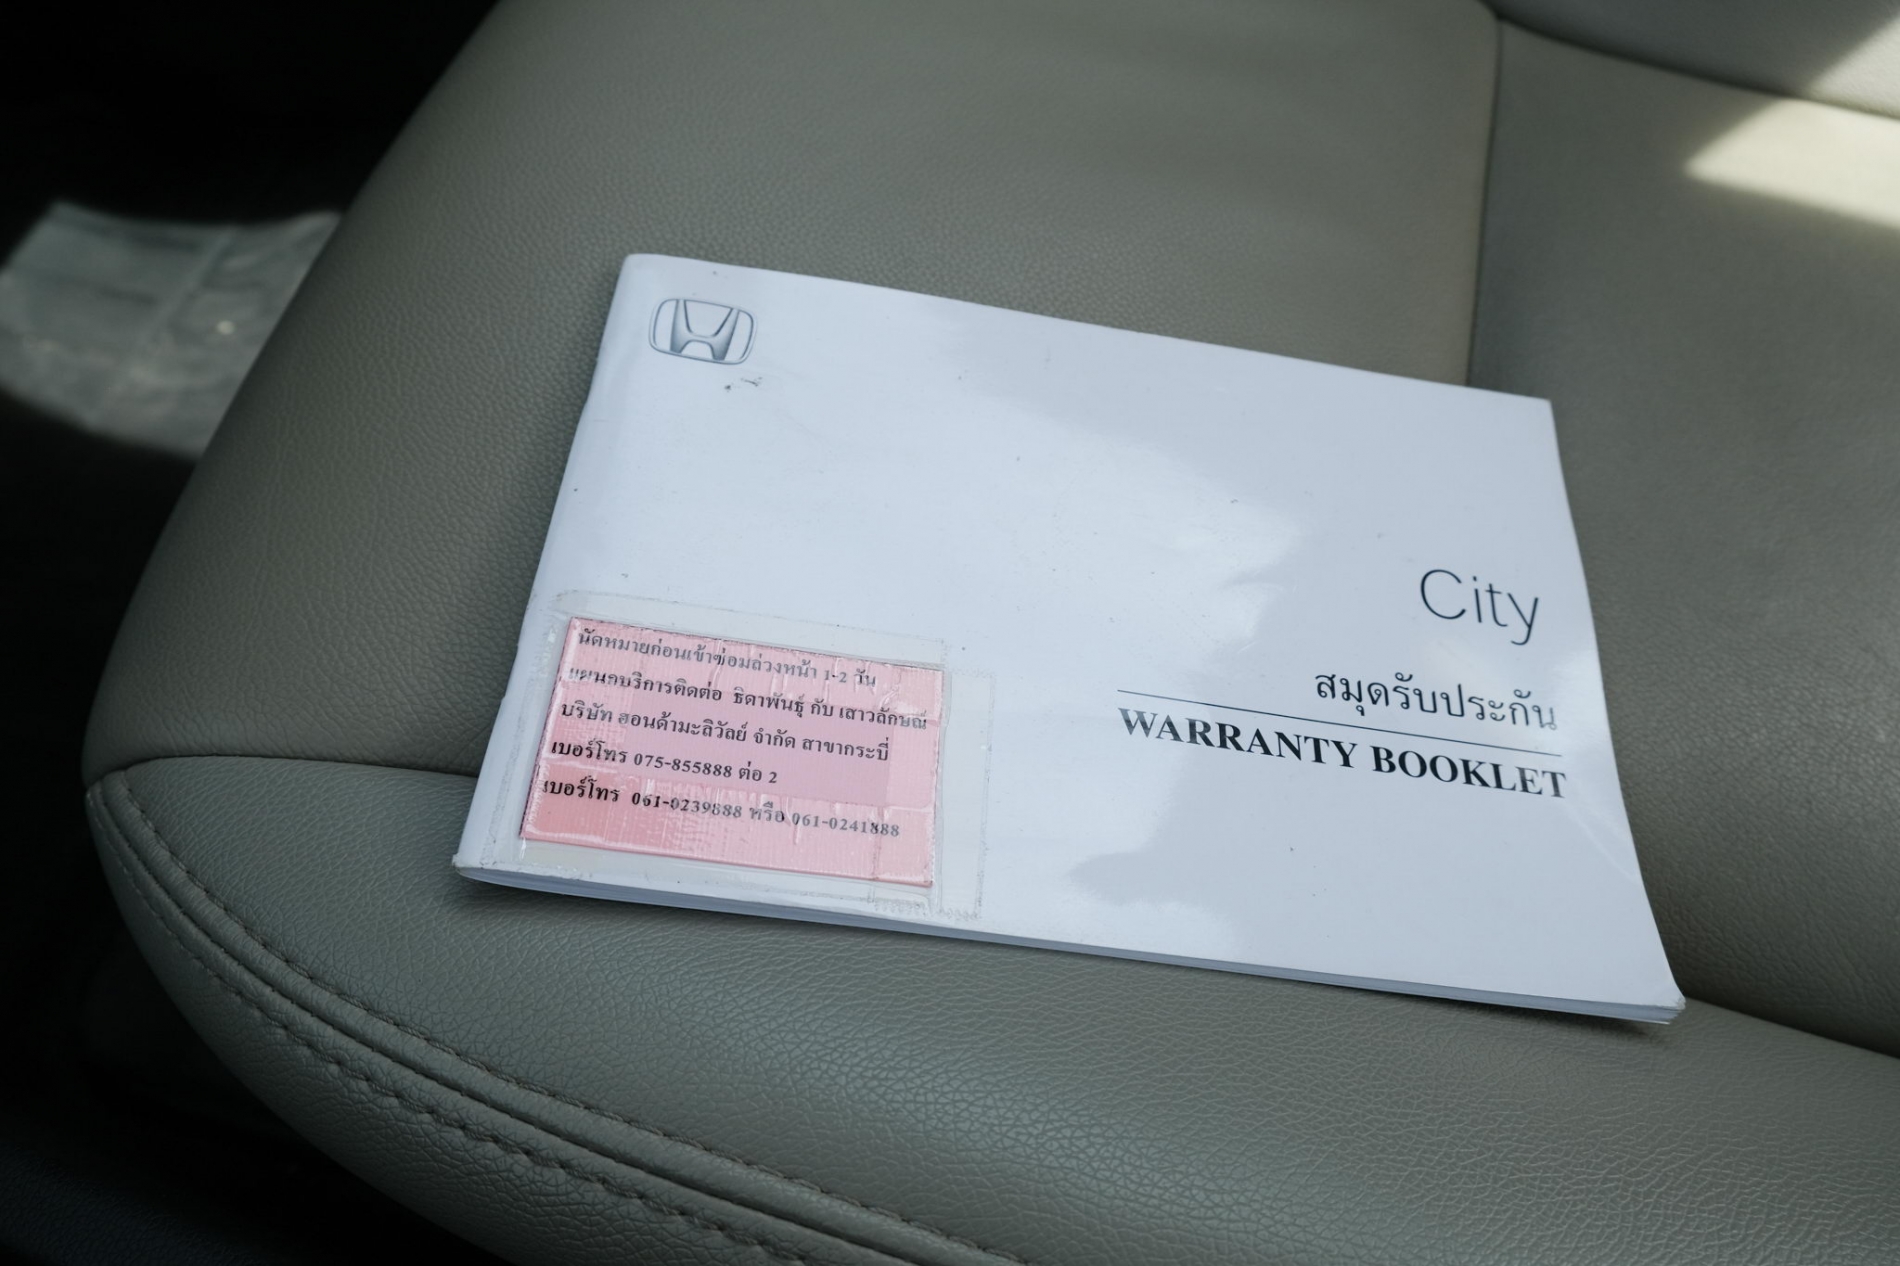 City
สมุดรับประกัน
WARRANTY BOOKLET
นัดหมายก่อนเข้าซ่อมล่วงหน้า 1-2 วัน
แผนกบริการติดต่อ ธิดาพันธุ์ กับ เสาวลักษณ์
บริษัท ฮอนด้ามะลิวัลย์ จำกัด สาขากระบี่
เบอร์โทร 075-855888 ต่อ 2
เบอร์โทร 061-0239888 หรือ 061-0241888